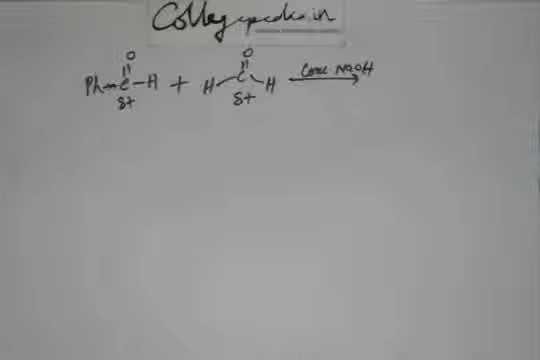 Collegepedia.in
O O
Ph-C-H + H C H Conc. NaOH
δ+ δ+